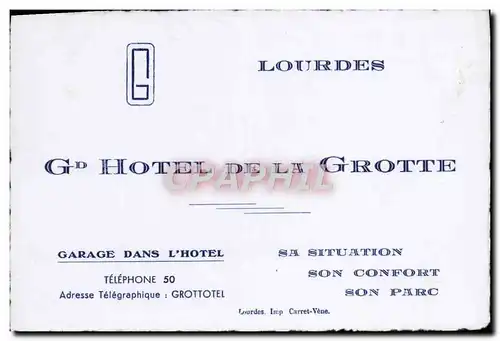 G
LOURDES
GD HOTEL DE LA GROTTE
CPAPHIL
GARAGE DANS L'HOTEL
TÉLÉPHONE 50
Adresse Télégraphique : GROTTOTEL
SA SITUATION
SON CONFORT
SON PARC
Lourdes. Imp Carret-Vène.